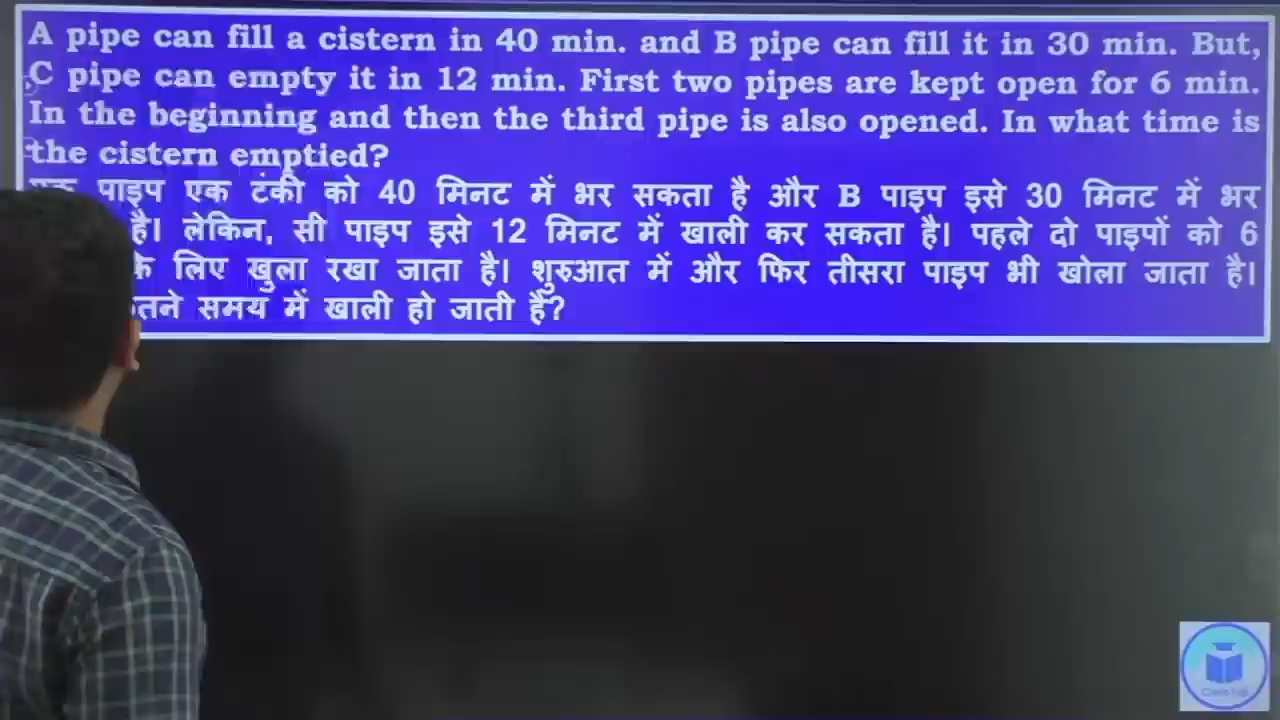 A pipe can fill a cistern in 40 min. and B pipe can fill it in 30 min. But,
C pipe can empty it in 12 min. First two pipes are kept open for 6 min.
In the beginning and then the third pipe is also opened. In what time is
the cistern emptied?
एक पाइप एक टंकी को 40 मिनट में भर सकता है और B पाइप इसे 30 मिनट में भर
है। लेकिन, सी पाइप इसे 12 मिनट में खाली कर सकता है। पहले दो पाइपों को 6
के लिए खुला रखा जाता है। शुरुआत में और फिर तीसरा पाइप भी खोला जाता है।
समय में खाली हो जाती हैं?